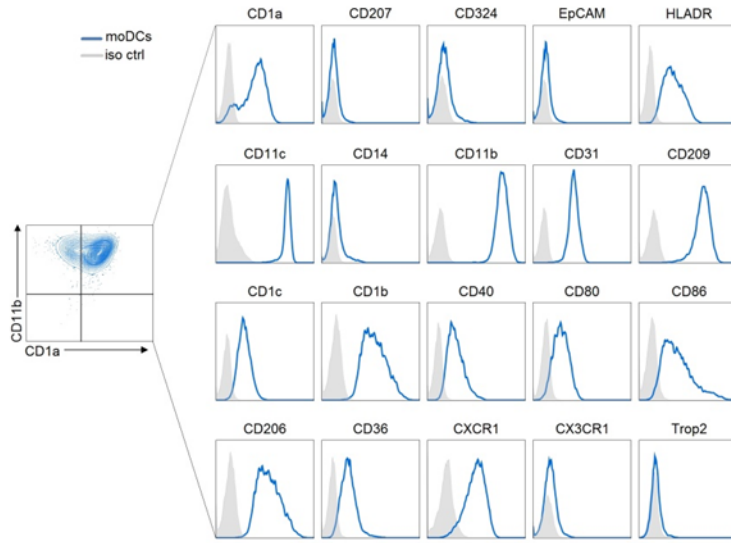 moDCs
iso ctrl
CD1a CD207 CD324 EpCAM HLADR
CD11c CD14 CD11b CD31 CD209
CD11b
CD1a
CD1c CD1b CD40 CD80 CD86
CD206 CD36 CXCR1 CX3CR1 Trop2